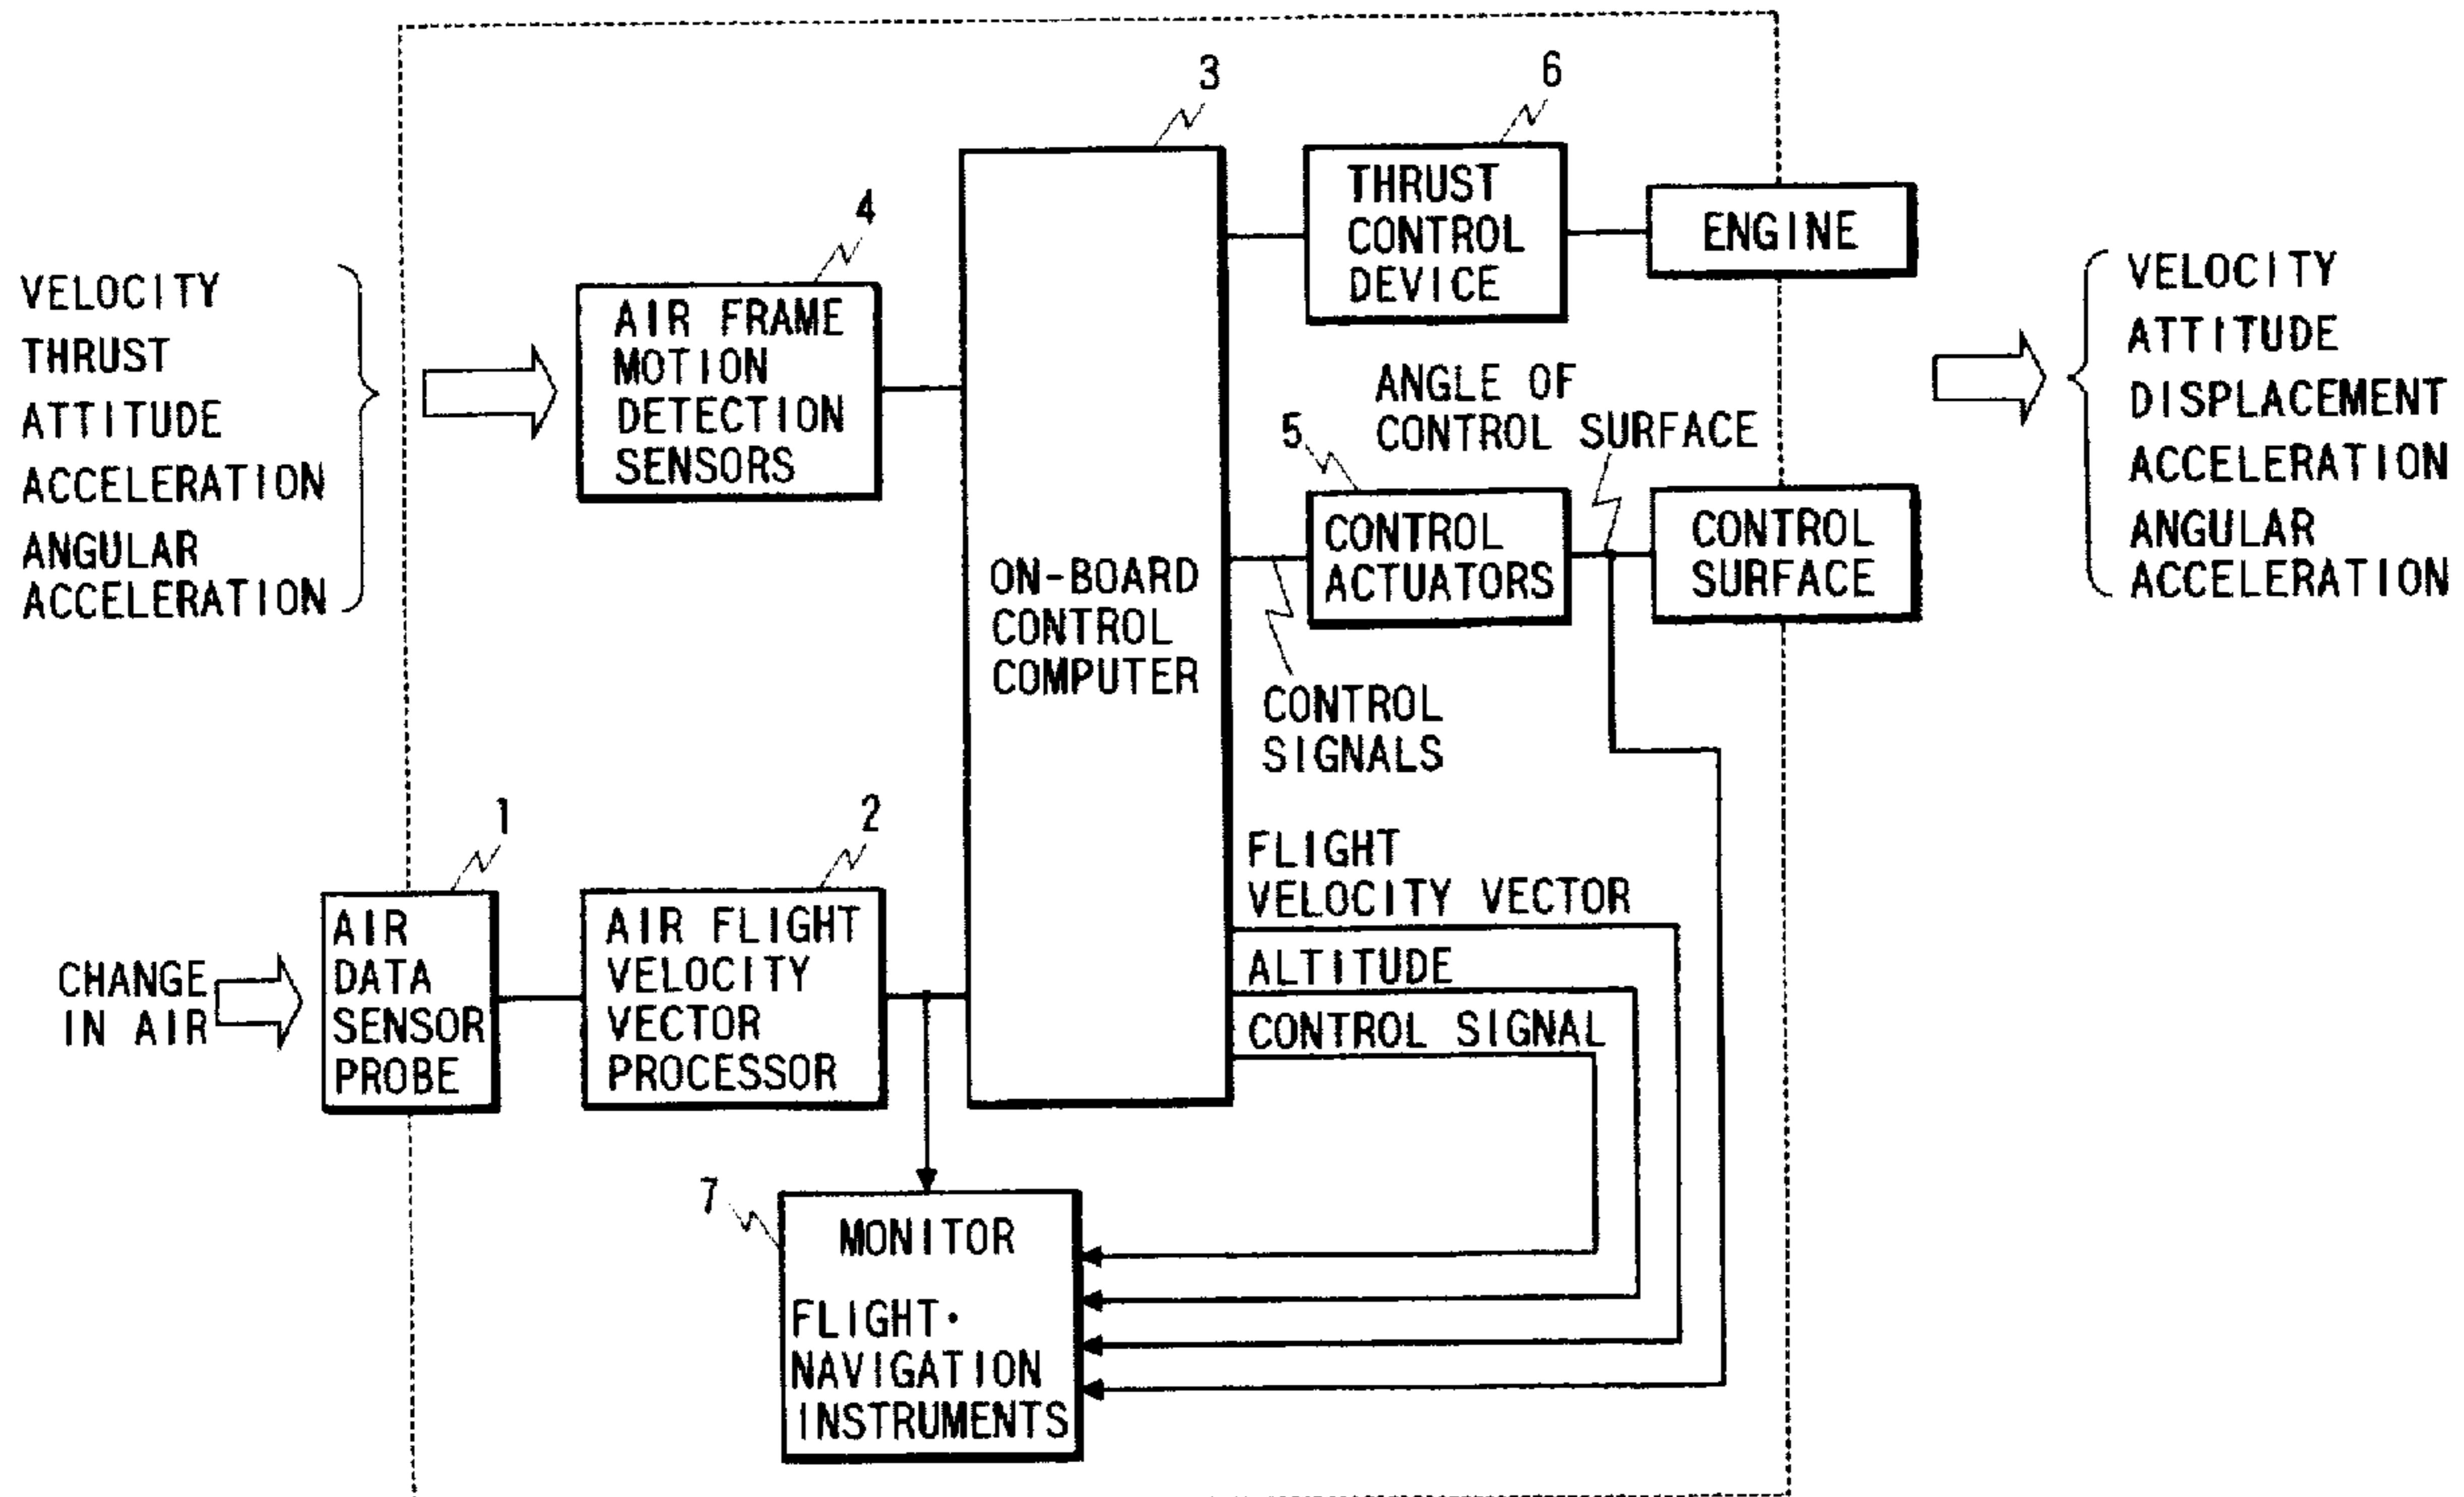 3
6
4
THRUST
CONTROL
DEVICE
ENGINE
VELOCITY
THRUST
ATTITUDE
ACCELERATION
ANGULAR
ACCELERATION
AIR FRAME
MOTION
DETECTION
SENSORS
VELOCITY
ATTITUDE
DISPLACEMENT
ACCELERATION
ANGULAR
ACCELERATION
ANGLE OF
CONTROL SURFACE
5
CONTROL
ACTUATORS
CONTROL
SURFACE
ON-BOARD
CONTROL
COMPUTER
CONTROL
SIGNALS
1
2
CHANGE
IN AIR
AIR
DATA
SENSOR
PROBE
AIR FLIGHT
VELOCITY
VECTOR
PROCESSOR
FLIGHT
VELOCITY VECTOR
ALTITUDE
CONTROL SIGNAL
7
MONITOR
FLIGHT·
NAVIGATION
INSTRUMENTS